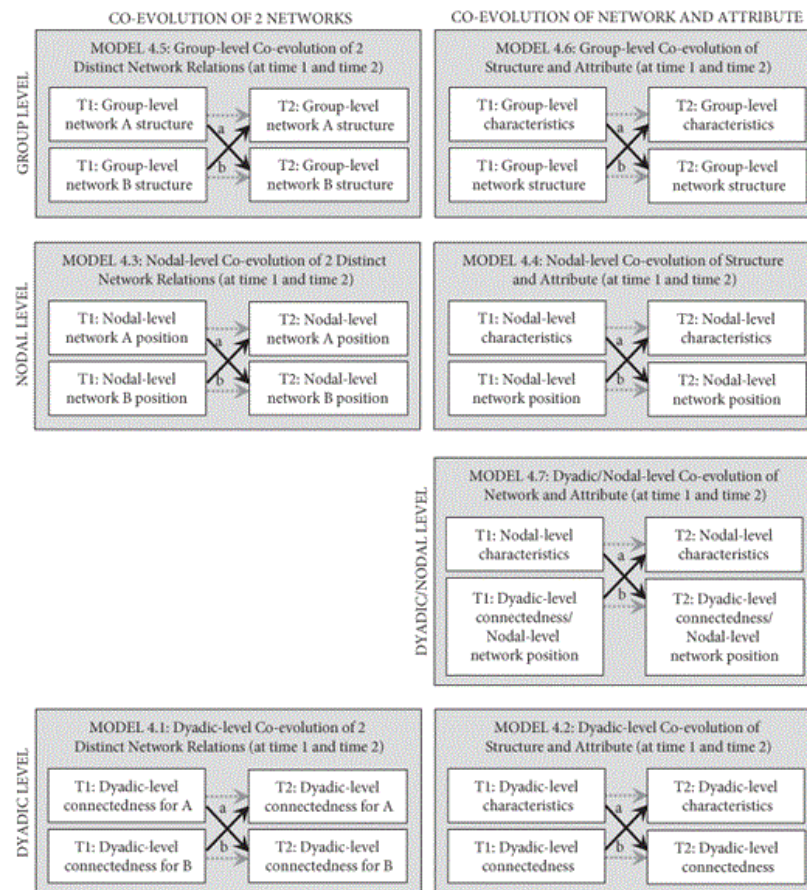 CO-EVOLUTION OF 2 NETWORKS
CO-EVOLUTION OF NETWORK AND ATTRIBUTE
GROUP LEVEL
MODEL 4.5: Group-level Co-evolution of 2
Distinct Network Relations (at time 1 and time 2)
T1: Group-level
network A structure
T2: Group-level
network A structure
a
T1: Group-level
network B structure
T2: Group-level
network B structure
b
MODEL 4.6: Group-level Co-evolution of
Structure and Attribute (at time 1 and time 2)
T1: Group-level
characteristics
T2: Group-level
characteristics
a
T1: Group-level
network structure
T2: Group-level
network structure
b
NODAL LEVEL
MODEL 4.3: Nodal-level Co-evolution of 2 Distinct
Network Relations (at time 1 and time 2)
T1: Nodal-level
network A position
T2: Nodal-level
network A position
a
T1: Nodal-level
network B position
T2: Nodal-level
network B position
b
MODEL 4.4: Nodal-level Co-evolution of Structure
and Attribute (at time 1 and time 2)
T1: Nodal-level
characteristics
T2: Nodal-level
characteristics
a
T1: Nodal-level
network position
T2: Nodal-level
network position
b
DYADIC/NODAL LEVEL
MODEL 4.7: Dyadic/Nodal-level Co-evolution of
Network and Attribute (at time 1 and time 2)
T1: Nodal-level
characteristics
T2: Nodal-level
characteristics
a
T1: Dyadic-level
connectedness/
Nodal-level
network position
T2: Dyadic-level
connectedness/
Nodal-level
network position
b
DYADIC LEVEL
MODEL 4.1: Dyadic-level Co-evolution of 2
Distinct Network Relations (at time 1 and time 2)
T1: Dyadic-level
connectedness for A
T2: Dyadic-level
connectedness for A
a
T1: Dyadic-level
connectedness for B
T2: Dyadic-level
connectedness for B
b
MODEL 4.2: Dyadic-level Co-evolution of
Structure and Attribute (at time 1 and time 2)
T1: Dyadic-level
characteristics
T2: Dyadic-level
characteristics
a
T1: Dyadic-level
connectedness
T2: Dyadic-level
connectedness
b